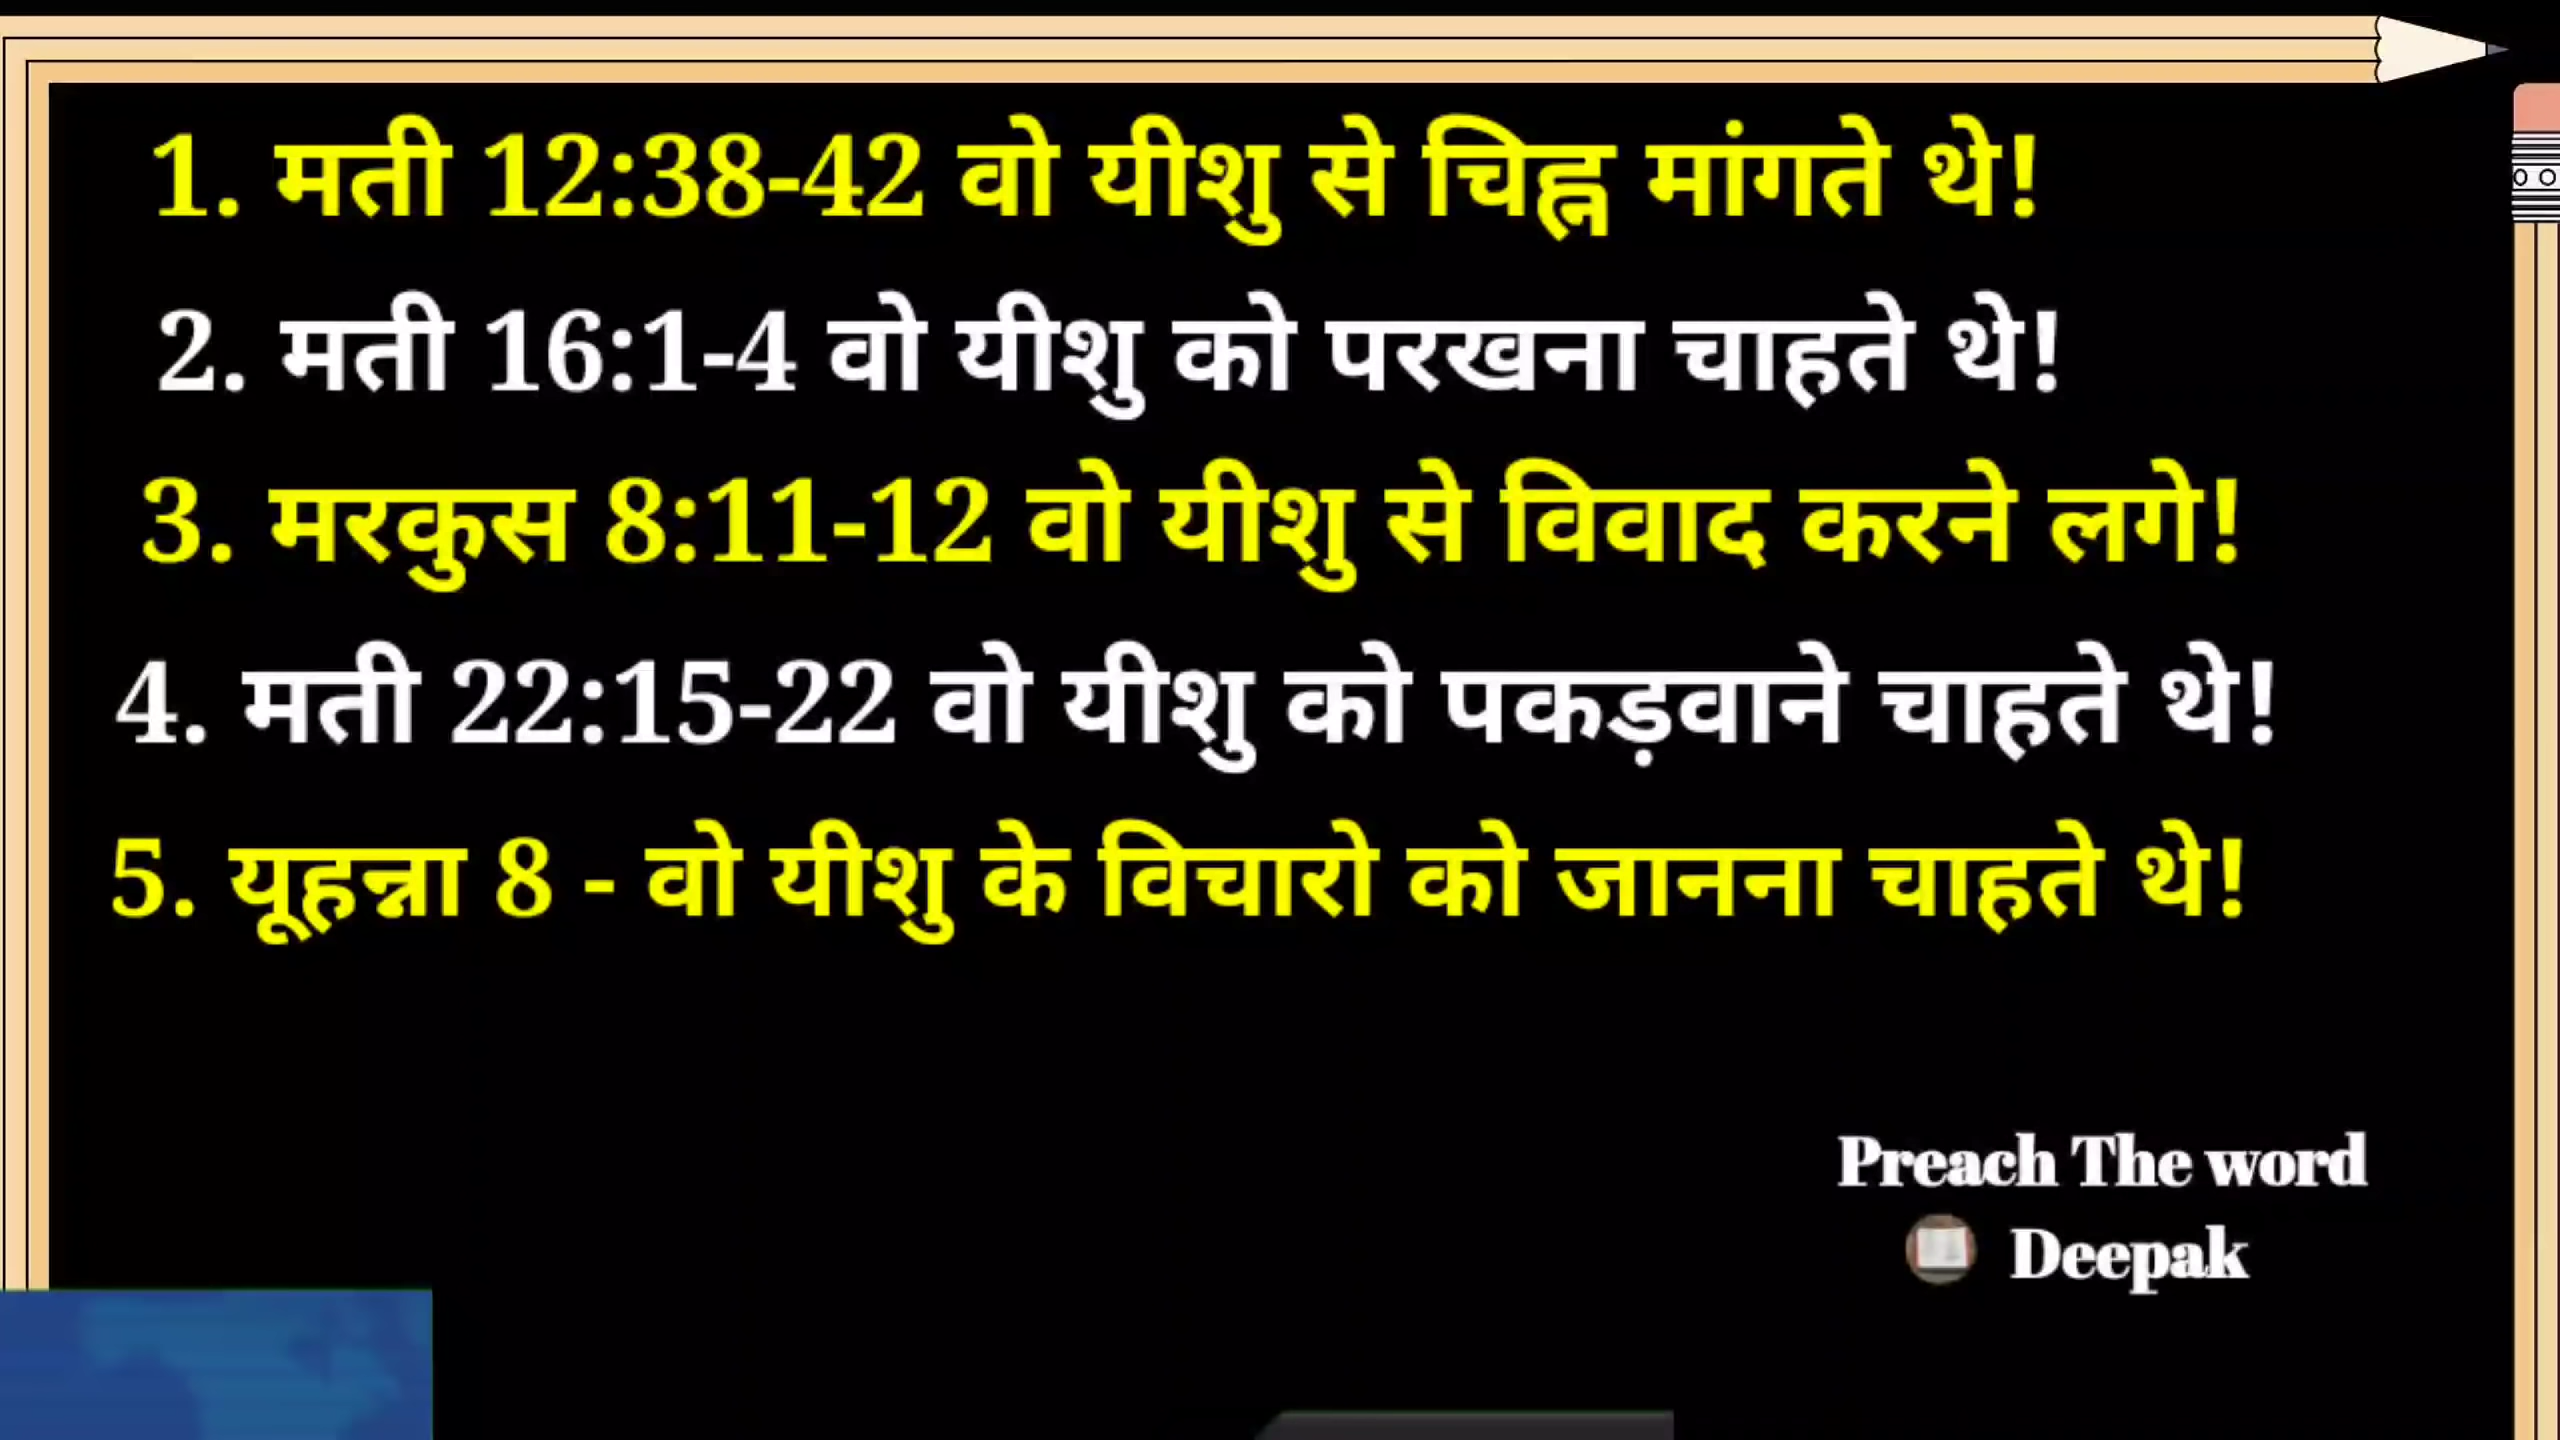 1. मती 12:38-42 वो यीशु से चिह्न मांगते थे!
2. मती 16:1-4 वो यीशु को परखना चाहते थे!
3. मरकुस 8:11-12 वो यीशु से विवाद करने लगे!
4. मती 22:15-22 वो यीशु को पकड़वाने चाहते थे!
5. यूहन्ना 8 - वो यीशु के विचारो को जानना चाहते थे!
Preach The word
Deepak